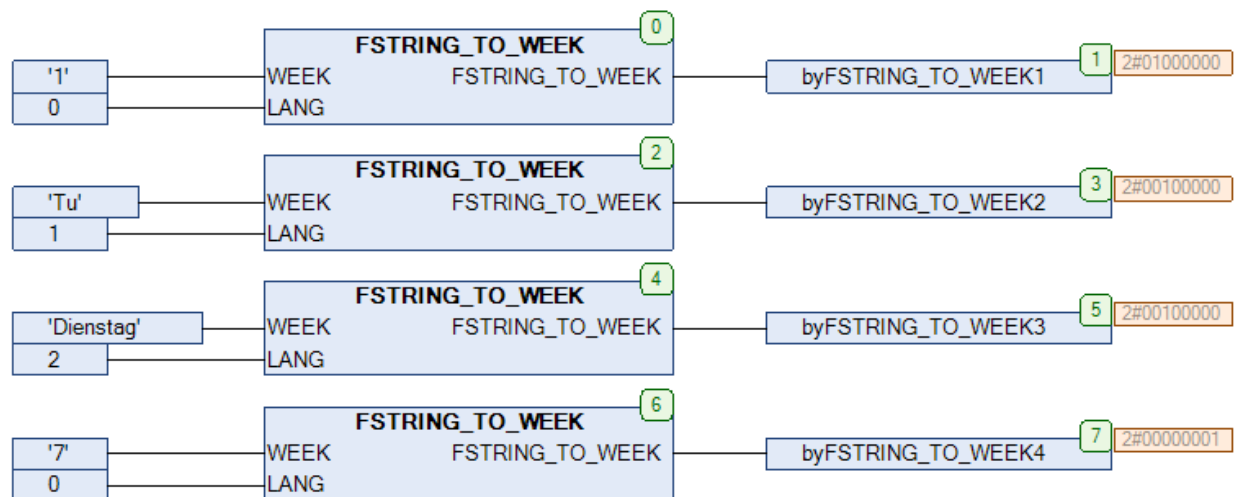 0
FSTRING_TO_WEEK
'1' WEEK FSTRING_TO_WEEK byFSTRING_TO_WEEK1 1 2#01000000
0 LANG
2
FSTRING_TO_WEEK
'Tu' WEEK FSTRING_TO_WEEK byFSTRING_TO_WEEK2 3 2#00100000
1 LANG
4
FSTRING_TO_WEEK
'Dienstag' WEEK FSTRING_TO_WEEK byFSTRING_TO_WEEK3 5 2#00100000
2 LANG
6
FSTRING_TO_WEEK
'7' WEEK FSTRING_TO_WEEK byFSTRING_TO_WEEK4 7 2#00000001
0 LANG